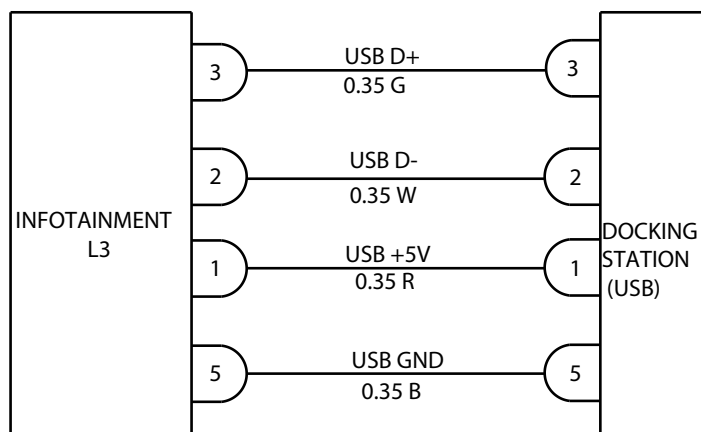 USB D+
3
3
0.35 G
USB D-
2
2
0.35 W
INFOTAINMENT
L3
DOCKING
STATION
(USB)
USB +5V
1
1
0.35 R
USB GND
5
5
0.35 B